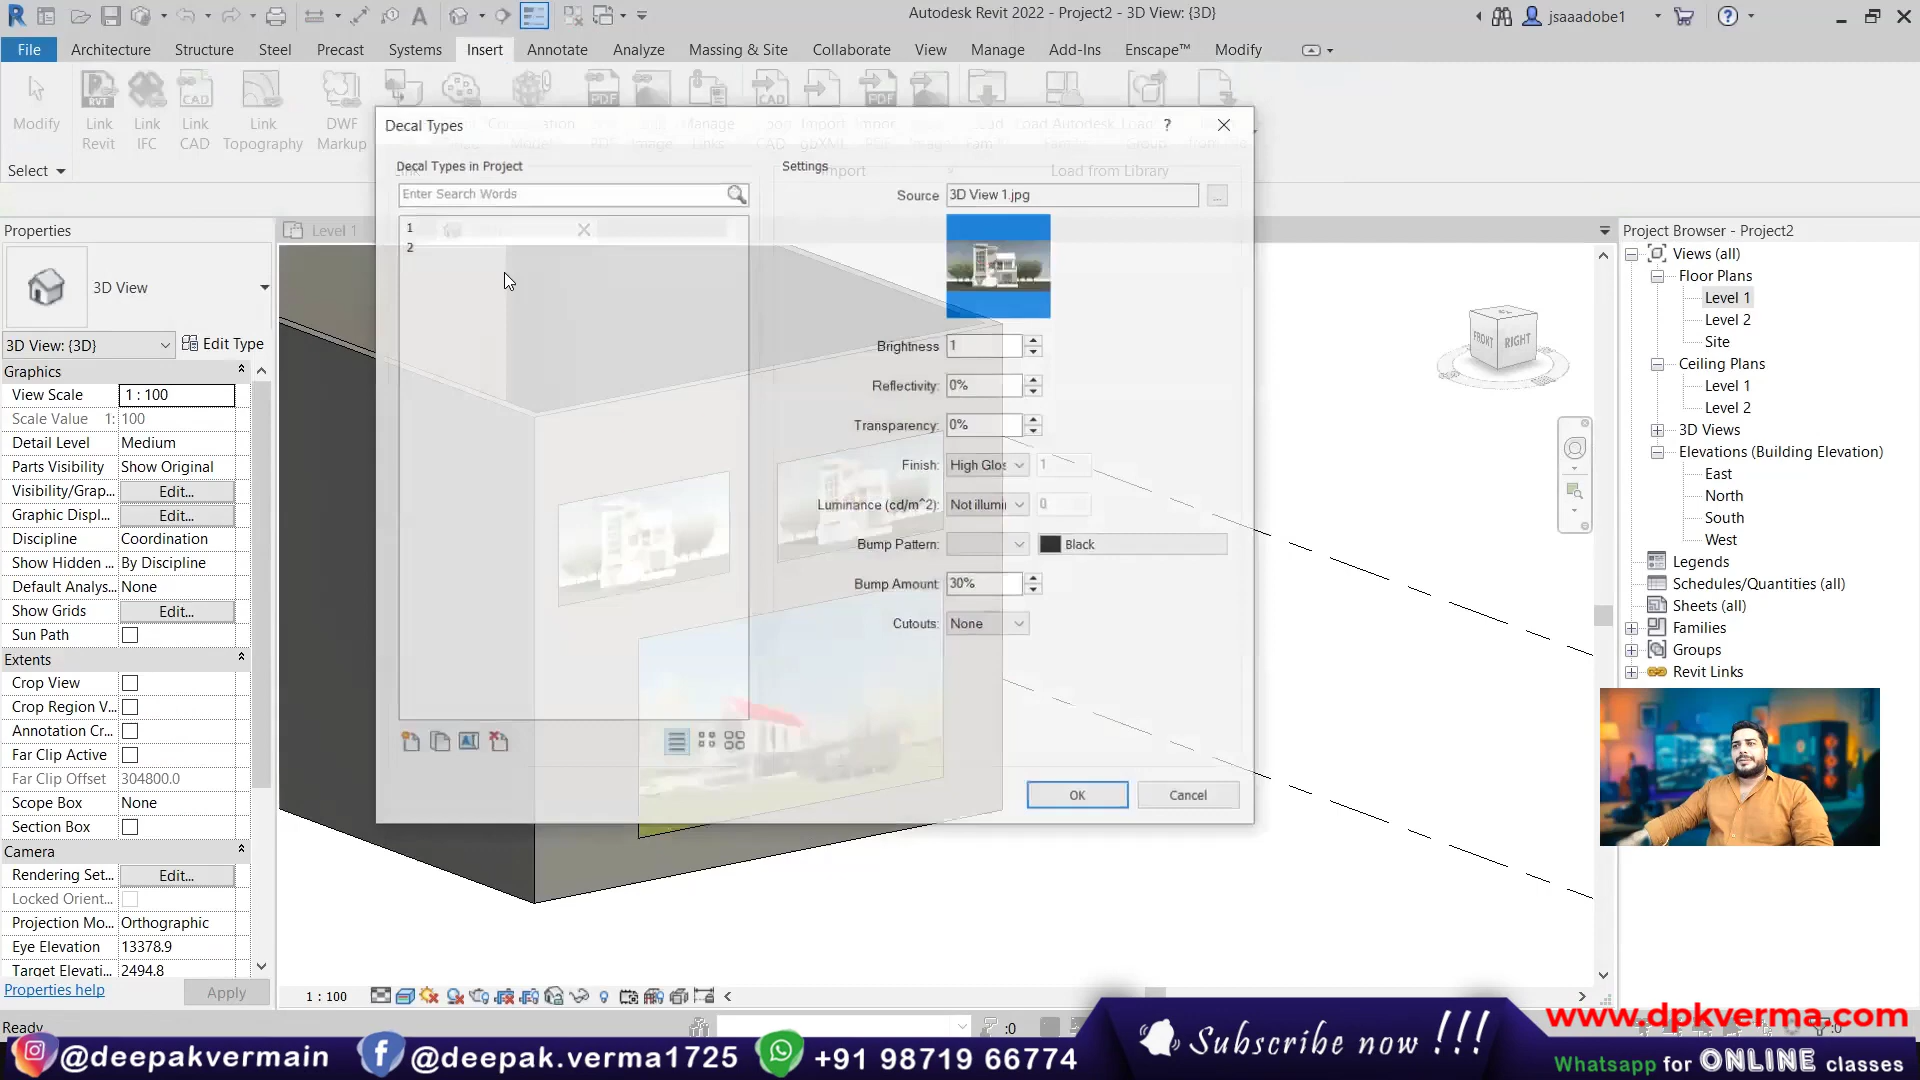 Autodesk Revit 2022 - Project2 - 3D View: {3D}
jsaaadobe1
File Architecture Structure Steel Precast Systems Insert Annotate Analyze Massing & Site Collaborate View Manage Add-Ins Enscape™ Modify
Modify
Link Revit
Link IFC
Link CAD
Link Topography
DWF Markup
Select
Import
Load from Library
Decal Types
Decal Types in Project
Enter Search Words
1
2
Settings
Source 3D View 1.jpg
Brightness 1
Reflectivity: 0%
Transparency: 0%
Finish: High Glos 1
Luminance (cd/m^2): Not illumi 0
Bump Pattern: Black
Bump Amount: 30%
Cutouts: None
OK Cancel
Level 1
FRONT RIGHT
Properties
3D View
3D View: {3D} Edit Type
Graphics
View Scale 1 : 100
Scale Value 1: 100
Detail Level Medium
Parts Visibility Show Original
Visibility/Grap... Edit...
Graphic Displ... Edit...
Discipline Coordination
Show Hidden ... By Discipline
Default Analys... None
Show Grids Edit...
Sun Path
Extents
Crop View
Crop Region V...
Annotation Cr...
Far Clip Active
Far Clip Offset 304800.0
Scope Box None
Section Box
Camera
Rendering Set... Edit...
Locked Orient...
Projection Mo... Orthographic
Eye Elevation 13378.9
Target Elevati... 2494.8
Properties help Apply
1 : 100
Project Browser - Project2
Views (all)
Floor Plans
Level 1
Level 2
Site
Ceiling Plans
Level 1
Level 2
3D Views
Elevations (Building Elevation)
East
North
South
West
Legends
Schedules/Quantities (all)
Sheets (all)
Families
Groups
Revit Links
Ready
:0
:0
@deepakvermain
@deepak.verma1725
+91 98719 66774
Subscribe now !!!
www.dpkverma.com
Whatsapp for ONLINE classes